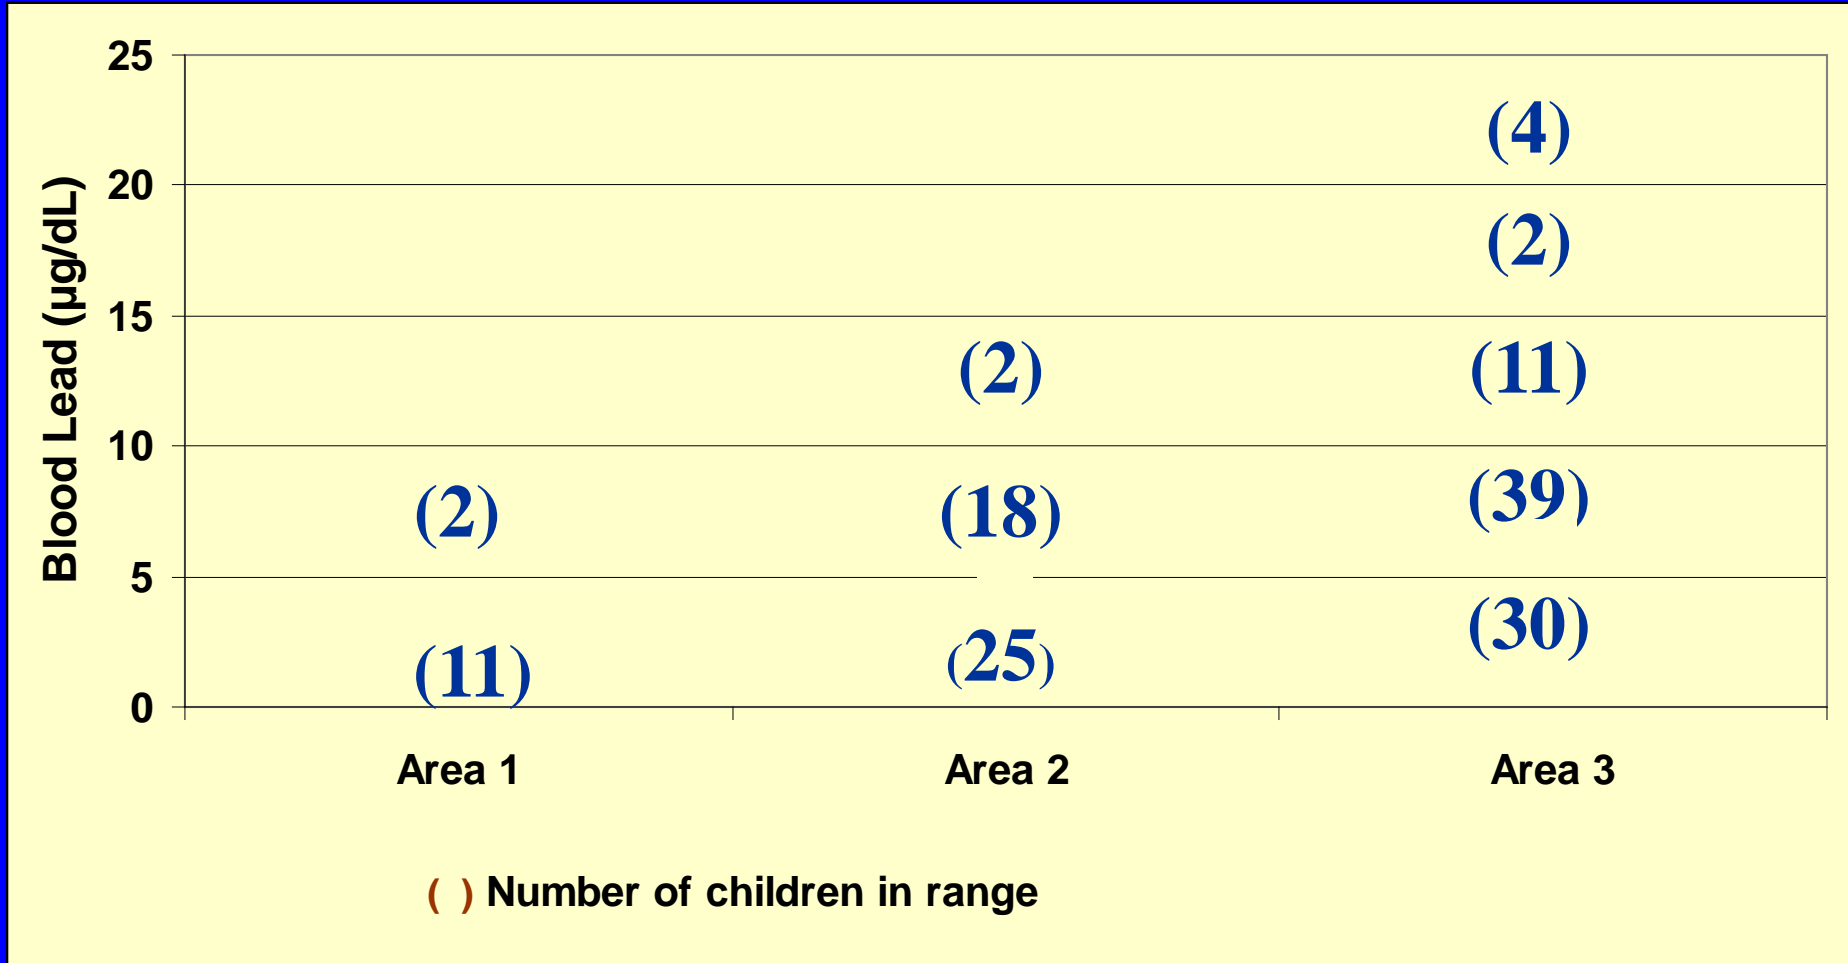 Blood Lead (µg/dL)
25
(4)
20
(2)
15
(2) (11)
10
(2) (18) (39)
5
(11) (25) (30)
0
Area 1 Area 2 Area 3
( ) Number of children in range